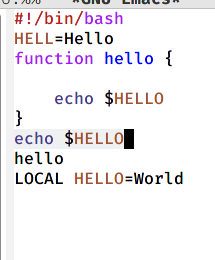 #!/bin/bash
HELL=Hello
function hello {
echo $HELLO
}
echo $HELLO
hello
LOCAL HELLO=World